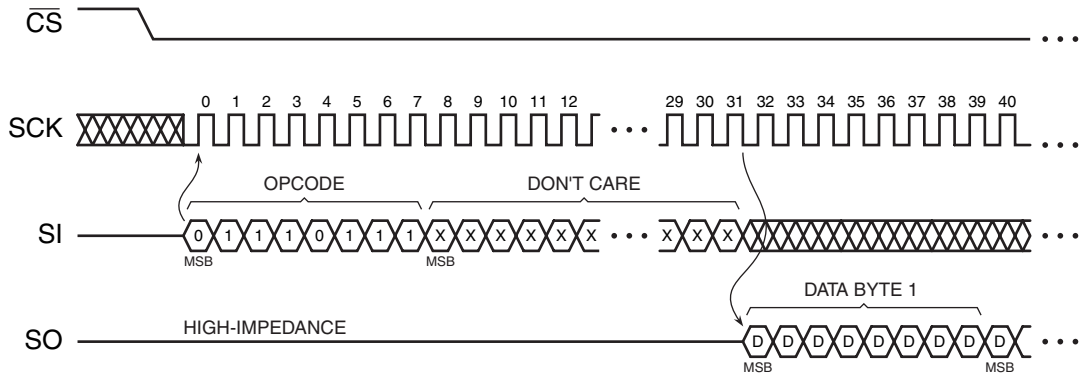 CS
0 1 2 3 4 5 6 7 8 9 10 11 12 29 30 31 32 33 34 35 36 37 38 39 40
SCK
OPCODE DON'T CARE
SI 0 1 1 1 0 1 1 1 X X X X X X X X X
MSB MSB
DATA BYTE 1
HIGH-IMPEDANCE
SO D D D D D D D D D
MSB MSB